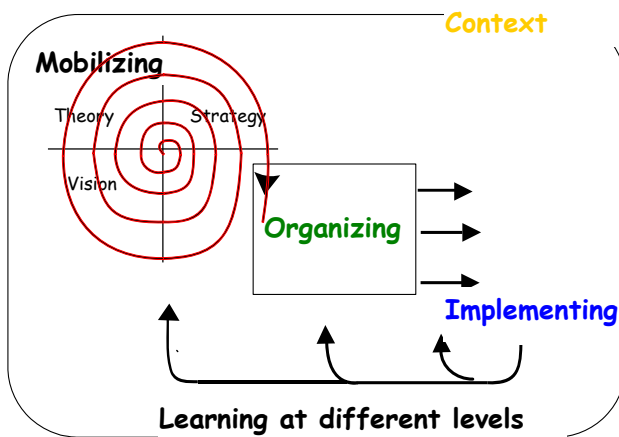 Context
Mobilizing
Theory
Strategy
Vision
Organizing
Implementing
Learning at different levels